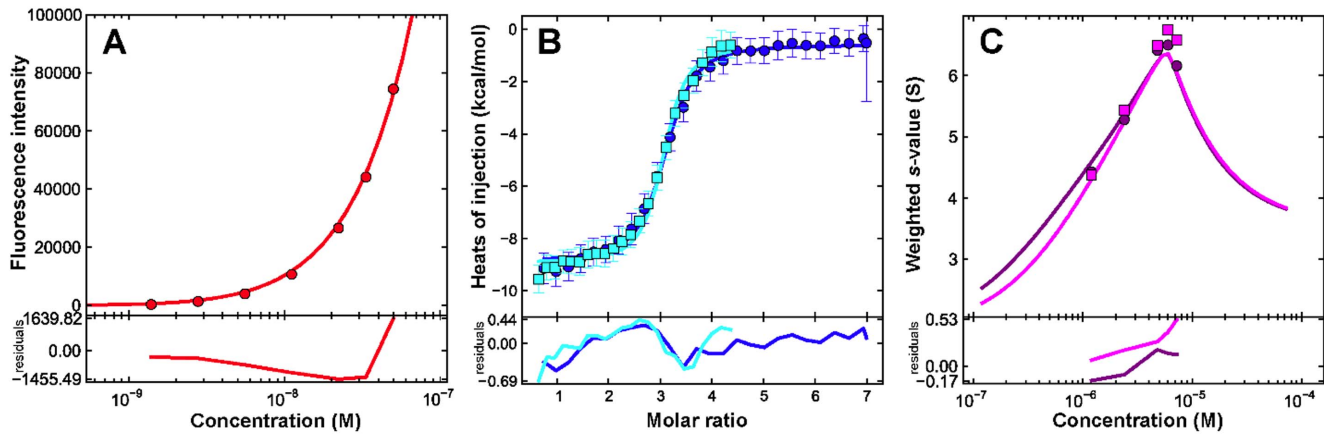 A
Fluorescence intensity
100000
80000
60000
40000
20000
0
residuals
1639.82
0.00
−1455.49
10⁻⁹
10⁻⁸
10⁻⁷
Concentration (M)
B
Heats of injection (kcal/mol)
0
−2
−4
−6
−8
−10
residuals
0.44
0.00
−0.69
1 2 3 4 5 6 7
Molar ratio
C
Weighted s-value (S)
6
5
4
3
residuals
0.53
0.00
−0.17
10⁻⁷
10⁻⁶
10⁻⁵
10⁻⁴
Concentration (M)